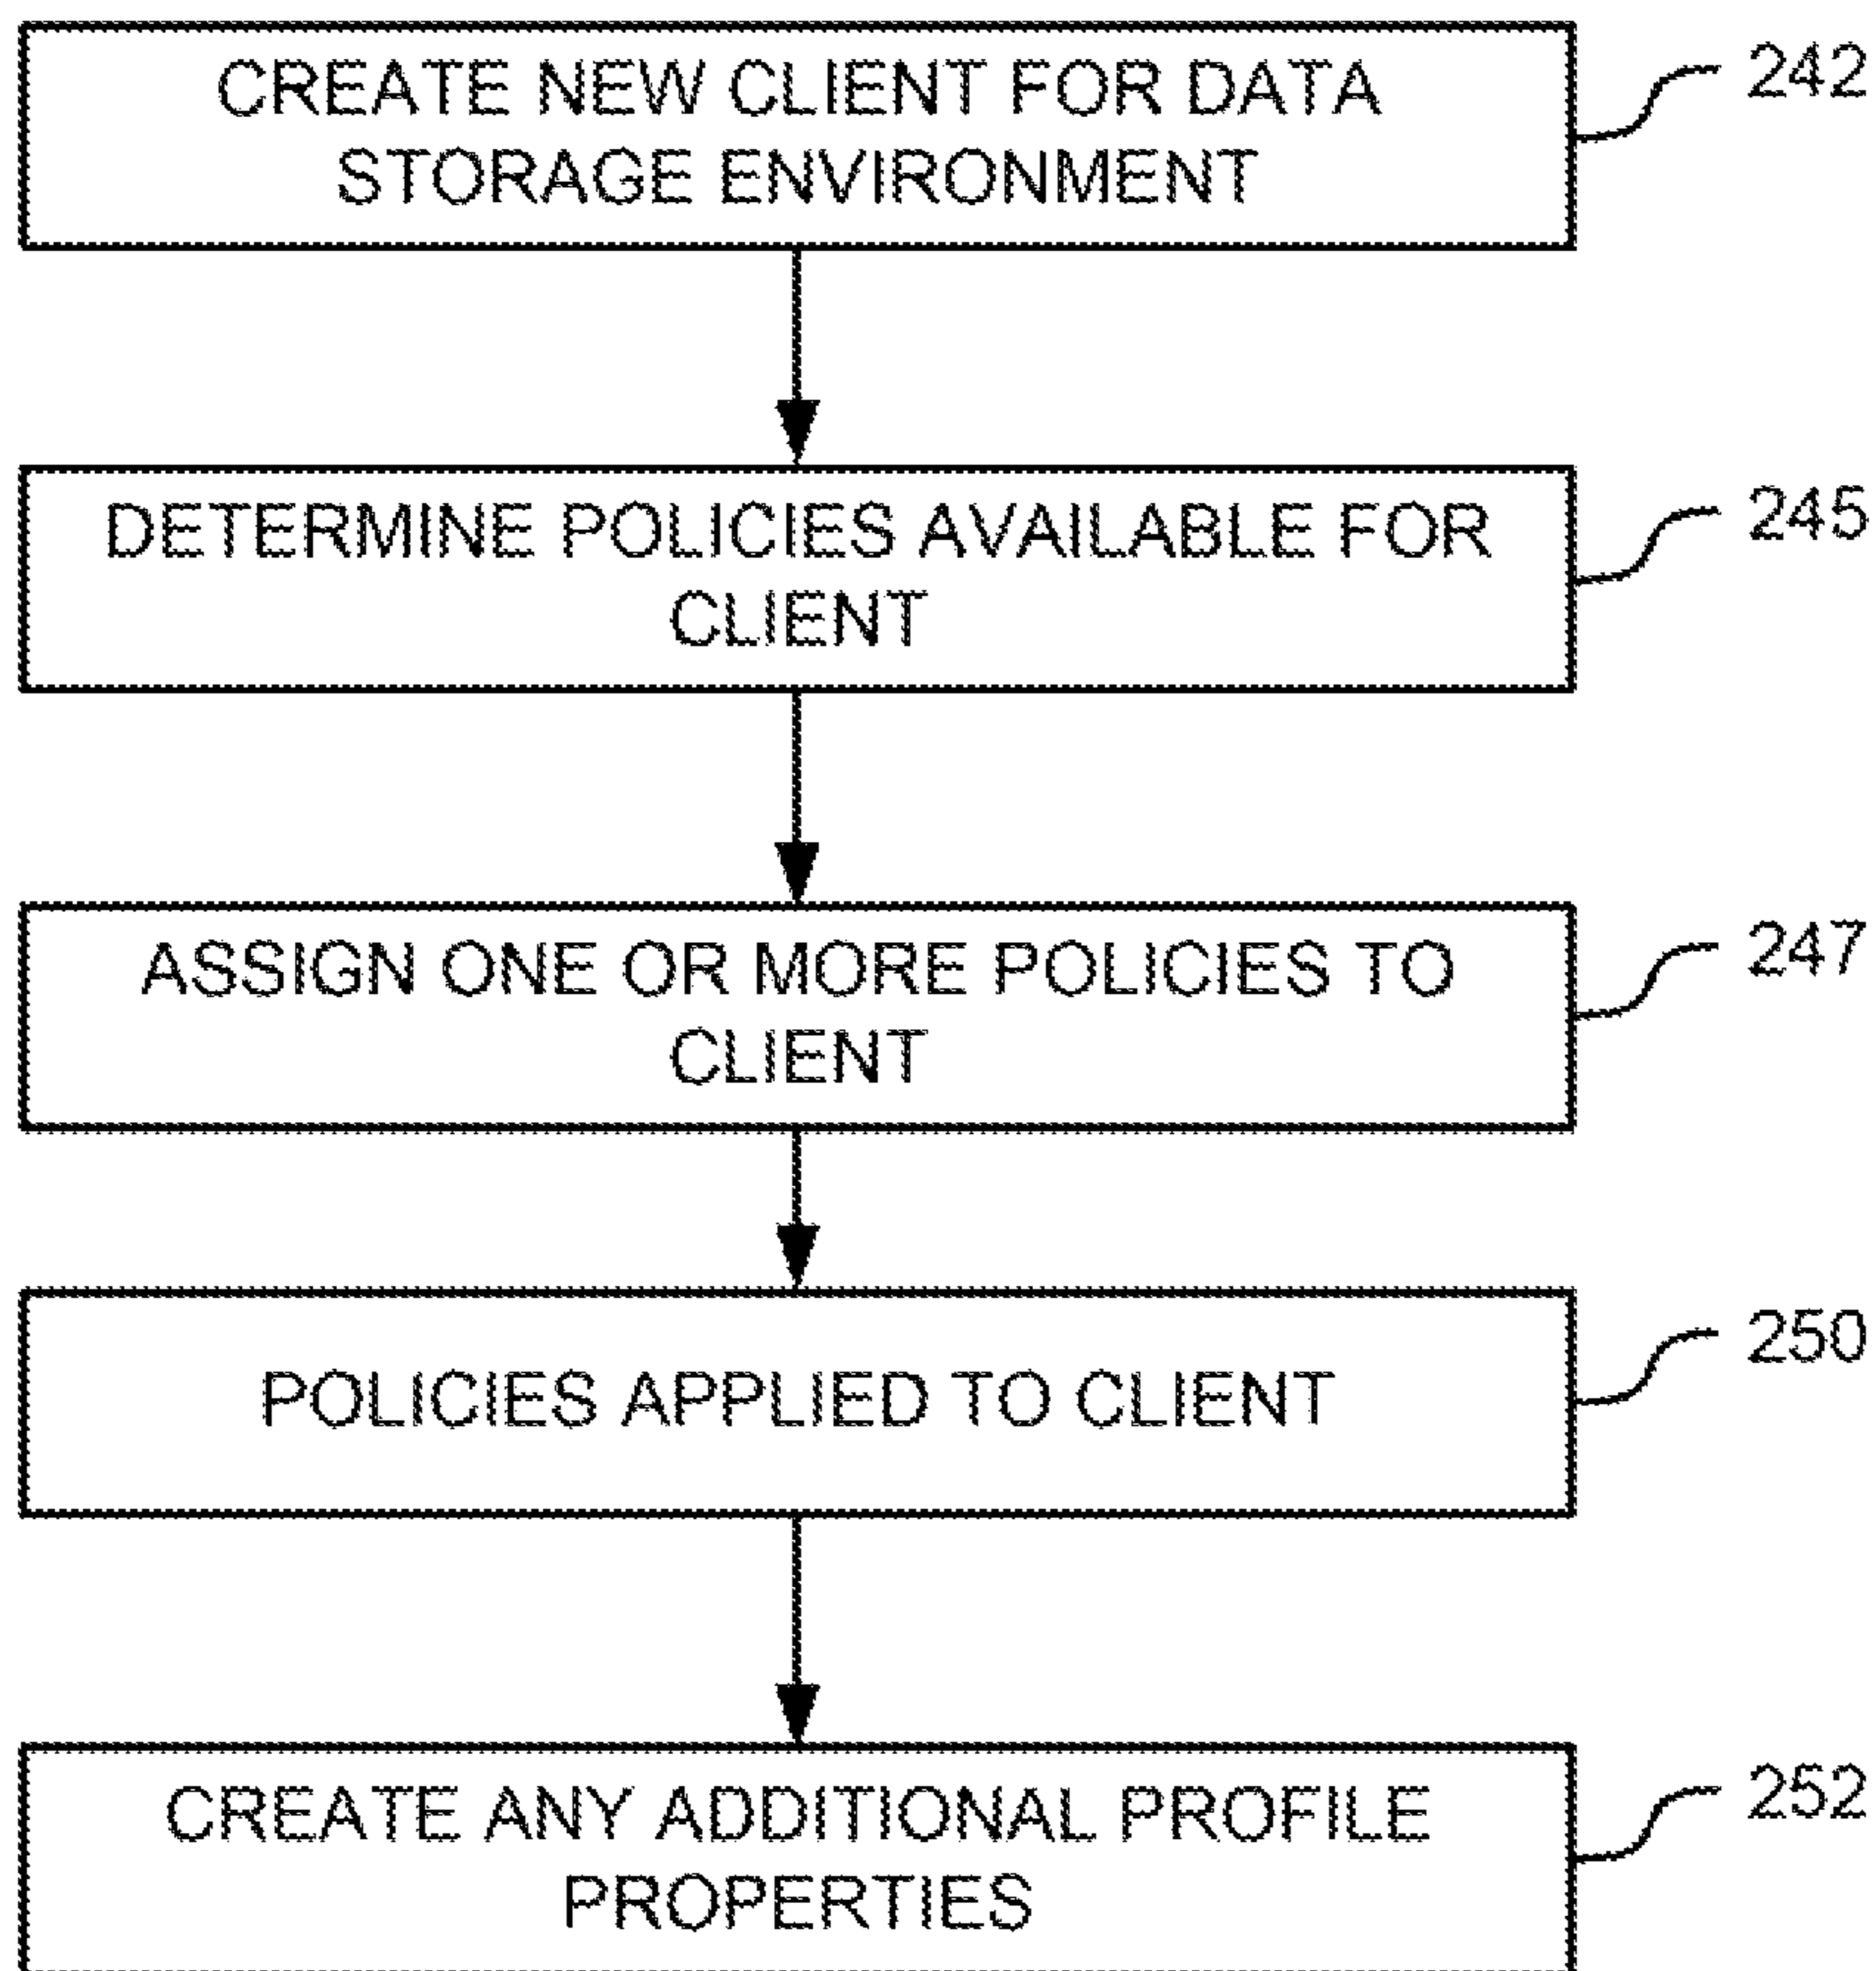 CREATE NEW CLIENT FOR DATA
STORAGE ENVIRONMENT
242
DETERMINE POLICIES AVAILABLE FOR
CLIENT
245
ASSIGN ONE OR MORE POLICIES TO
CLIENT
247
POLICIES APPLIED TO CLIENT
250
CREATE ANY ADDITIONAL PROFILE
PROPERTIES
252